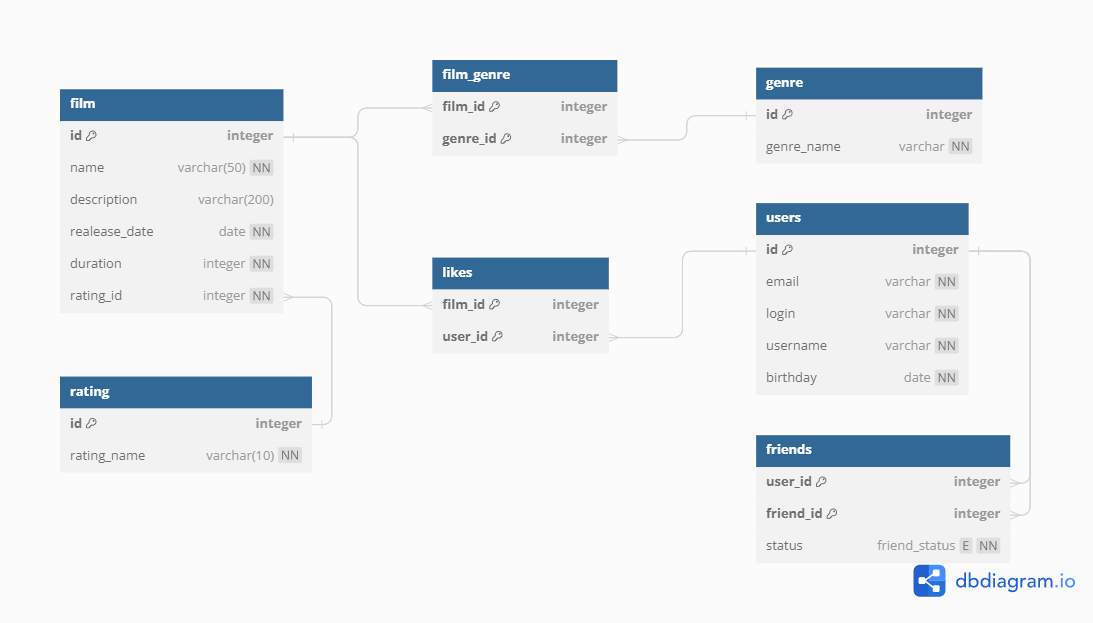 film
id integer
name varchar(50) NN
description varchar(200)
realease_date date NN
duration integer NN
rating_id integer NN
rating
id integer
rating_name varchar(10) NN
film_genre
film_id integer
genre_id integer
likes
film_id integer
user_id integer
genre
id integer
genre_name varchar NN
users
id integer
email varchar NN
login varchar NN
username varchar NN
birthday date NN
friends
user_id integer
friend_id integer
status friend_status E NN
dbdiagram.io